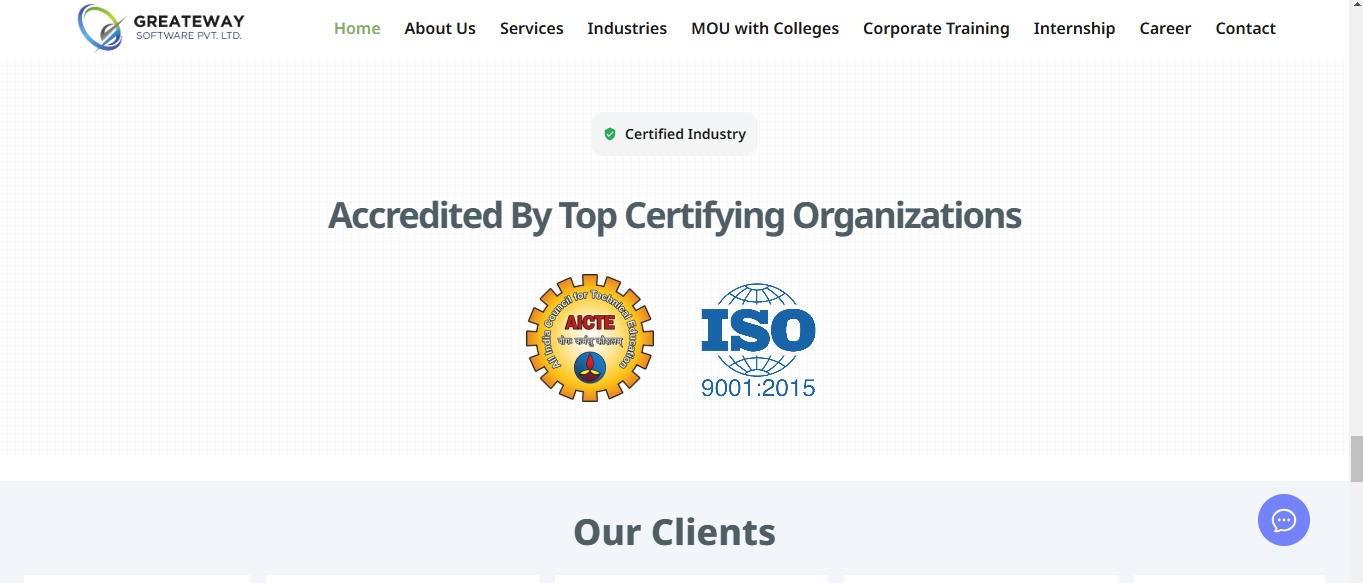 GREATEWAY
SOFTWARE PVT. LTD.
Home About Us Services Industries MOU with Colleges Corporate Training Internship Career Contact
Certified Industry
Accredited By Top Certifying Organizations
All India Council for Technical Education
AICTE
योगः कर्मसु कौशलम्
ISO
9001:2015
Our Clients